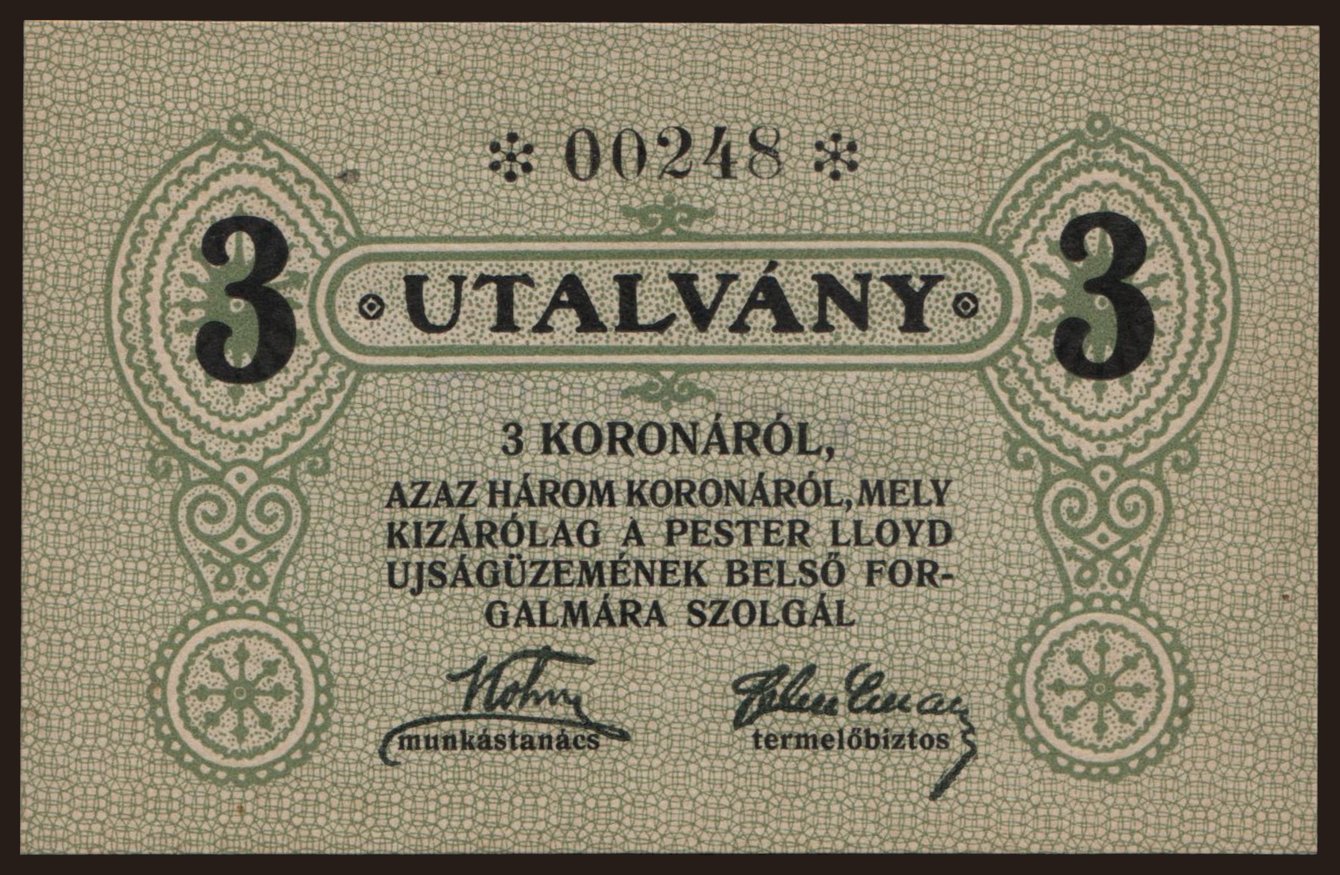 00248
3 UTALVÁNY 3
3 KORONÁRÓL,
AZAZ HÁROM KORONÁRÓL, MELY
KIZÁRÓLAG A PESTER LLOYD
UJSÁGÜZEMÉNEK BELSŐ FOR-
GALMÁRA SZOLGÁL
munkástanács termelőbiztos